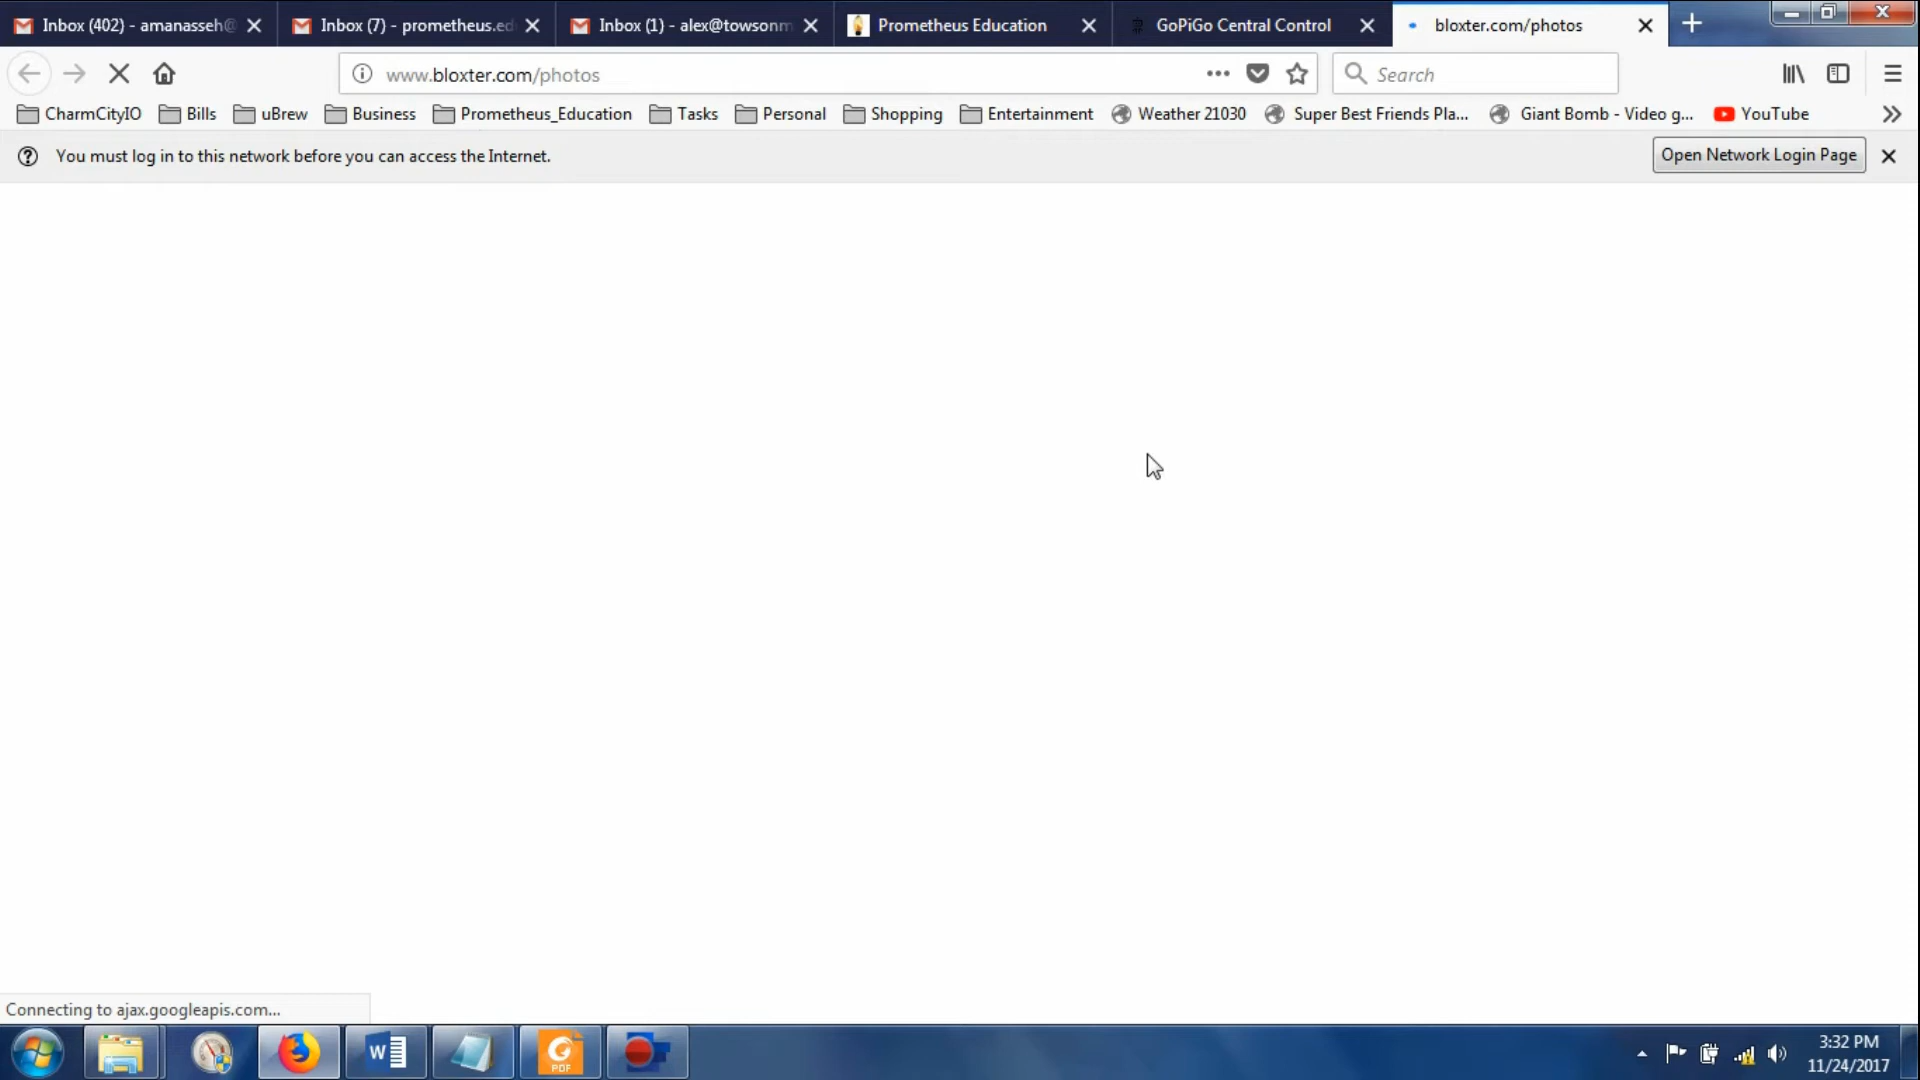 Inbox (402) - amanasseh@
Inbox (7) - prometheus.ed
Inbox (1) - alex@towsonm
Prometheus Education
GoPiGo Central Control
bloxter.com/photos
www.bloxter.com/photos
Search
CharmCityIO
Bills
uBrew
Business
Prometheus_Education
Tasks
Personal
Shopping
Entertainment
Weather 21030
Super Best Friends Pla...
Giant Bomb - Video g...
YouTube
You must log in to this network before you can access the Internet.
Open Network Login Page
Connecting to ajax.googleapis.com...
W
PDF
3:32 PM
11/24/2017